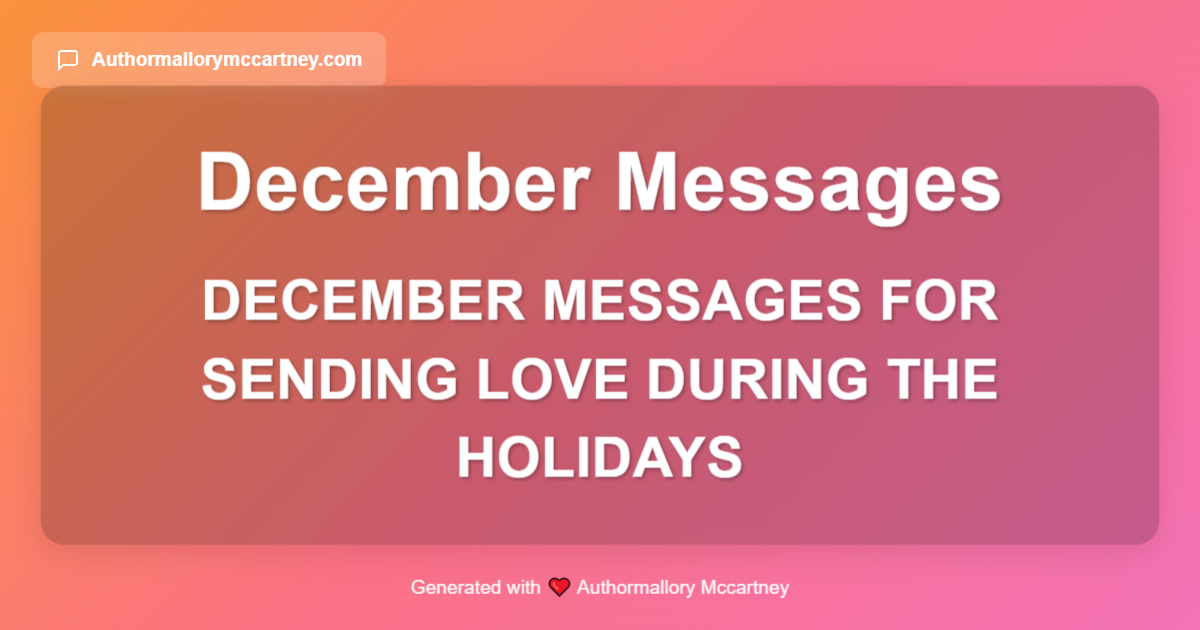 Authormallorymccartney.com
December Messages
DECEMBER MESSAGES FOR
SENDING LOVE DURING THE
HOLIDAYS
Generated with ❤️ Authormallory Mccartney